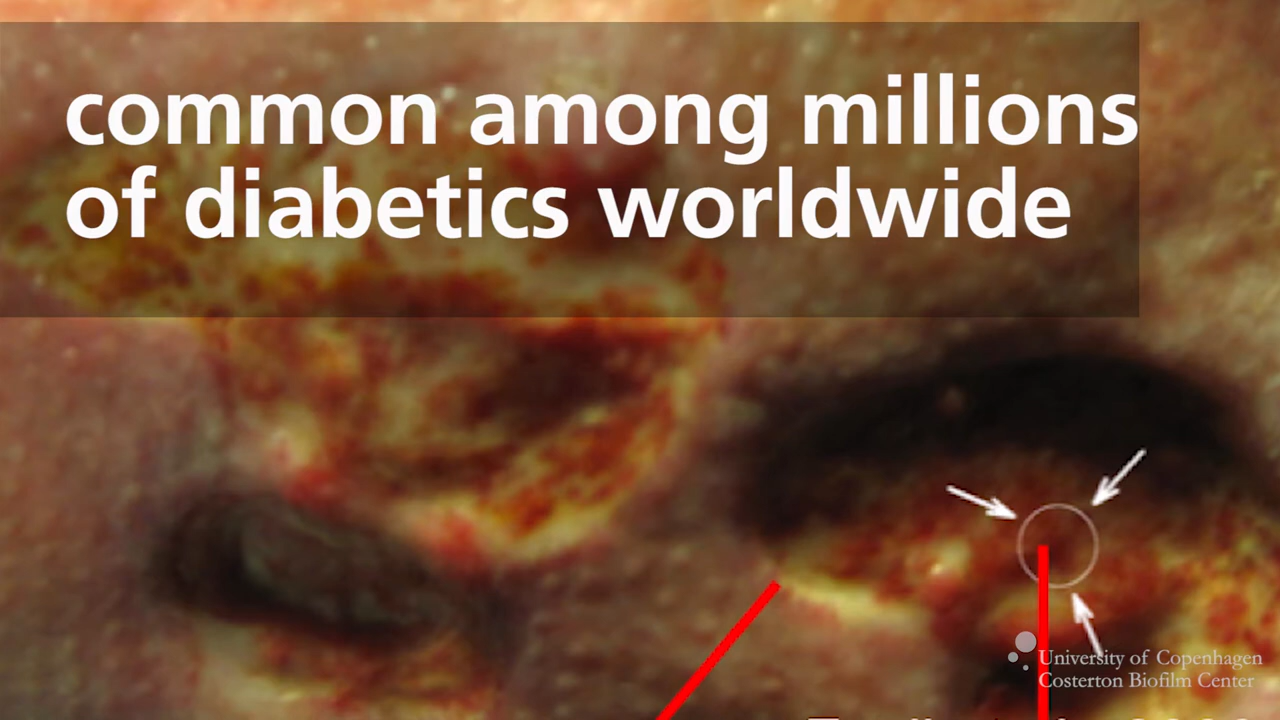 common among millions
of diabetics worldwide
University of Copenhagen
Costerton Biofilm Center